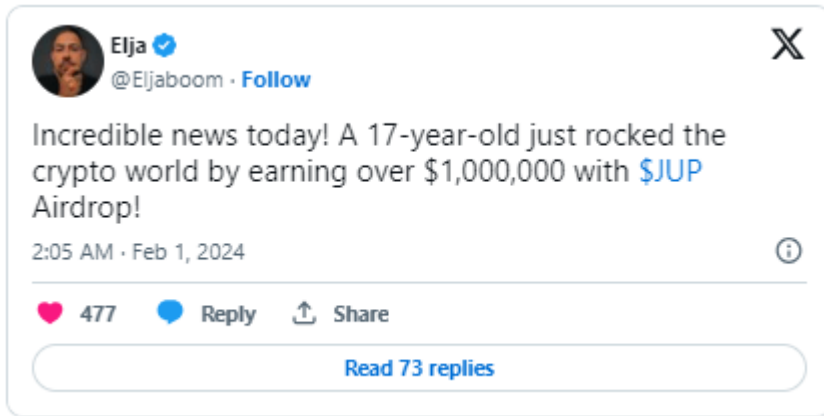 Elja
@Eljaboom · Follow
Incredible news today! A 17-year-old just rocked the
crypto world by earning over $1,000,000 with $JUP
Airdrop!
2:05 AM · Feb 1, 2024
477 Reply Share
Read 73 replies